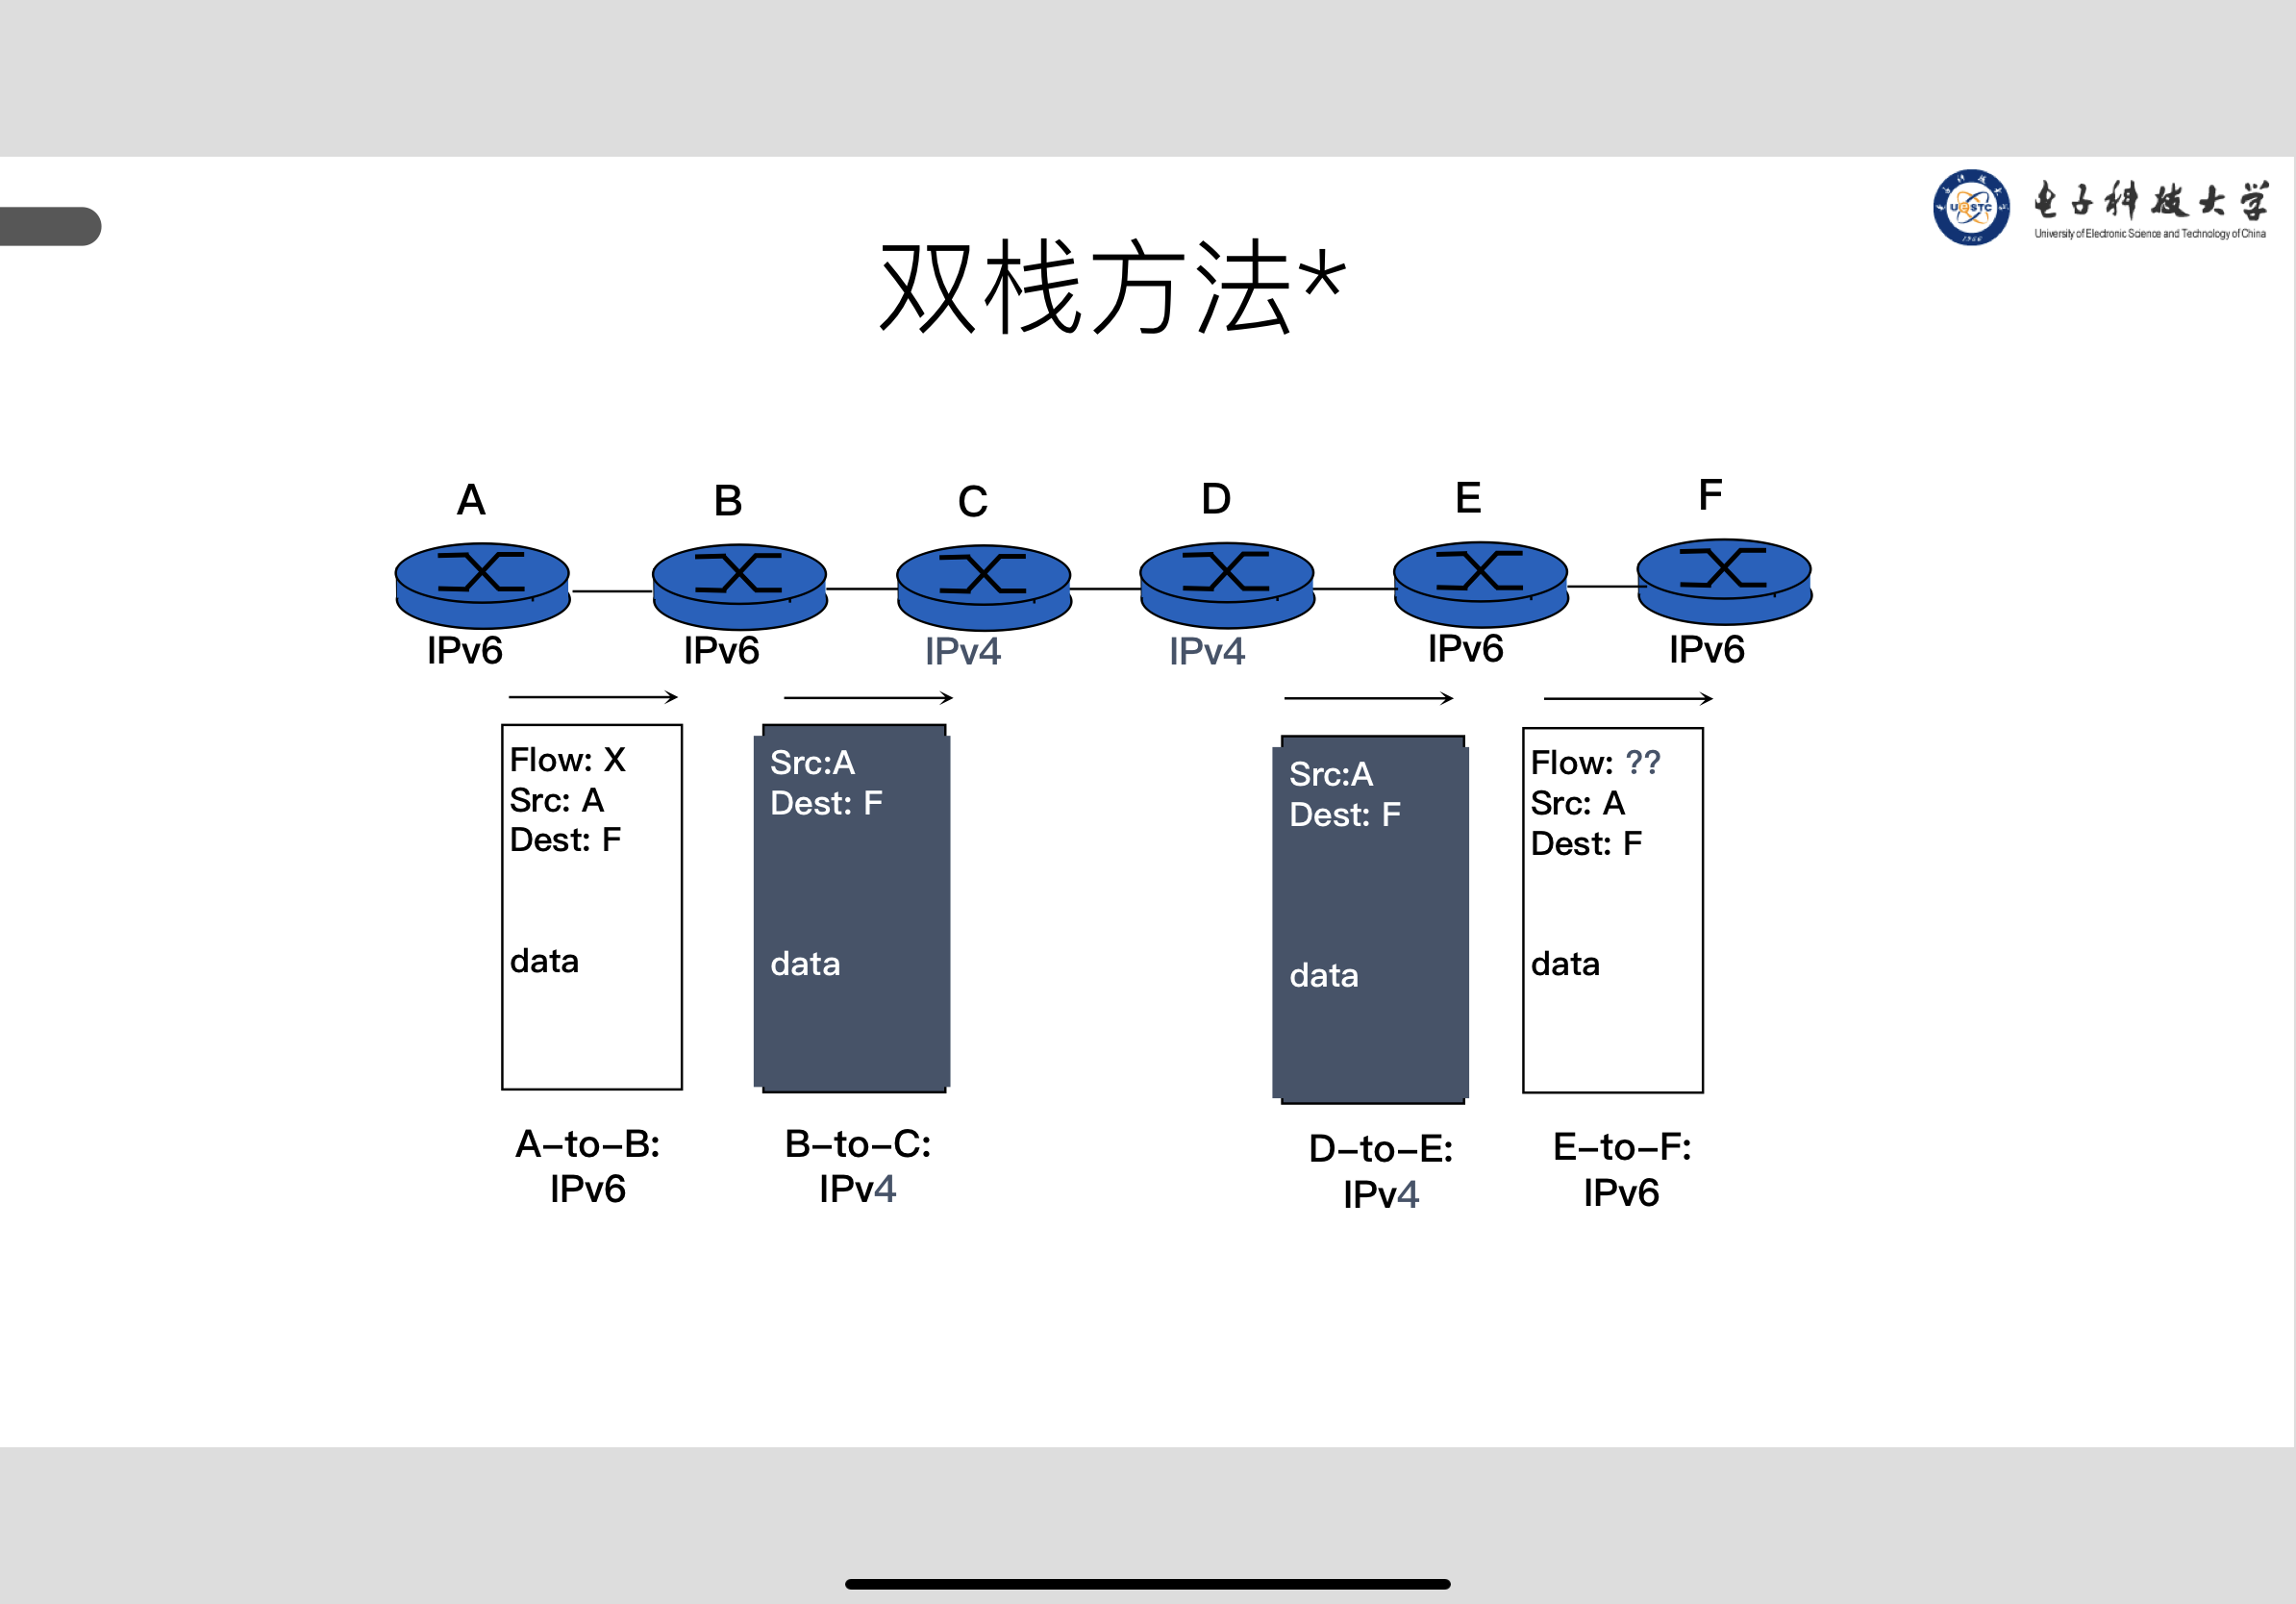 电子科技大学
University of Electronic Science and Technology of China
双栈方法*
A B C D E F
IPv6 IPv6 IPv4 IPv4 IPv6 IPv6
Flow: X
Src: A
Dest: F
data
A-to-B:
IPv6
Src:A
Dest: F
data
B-to-C:
IPv4
Src:A
Dest: F
data
D-to-E:
IPv4
Flow: ??
Src: A
Dest: F
data
E-to-F:
IPv6